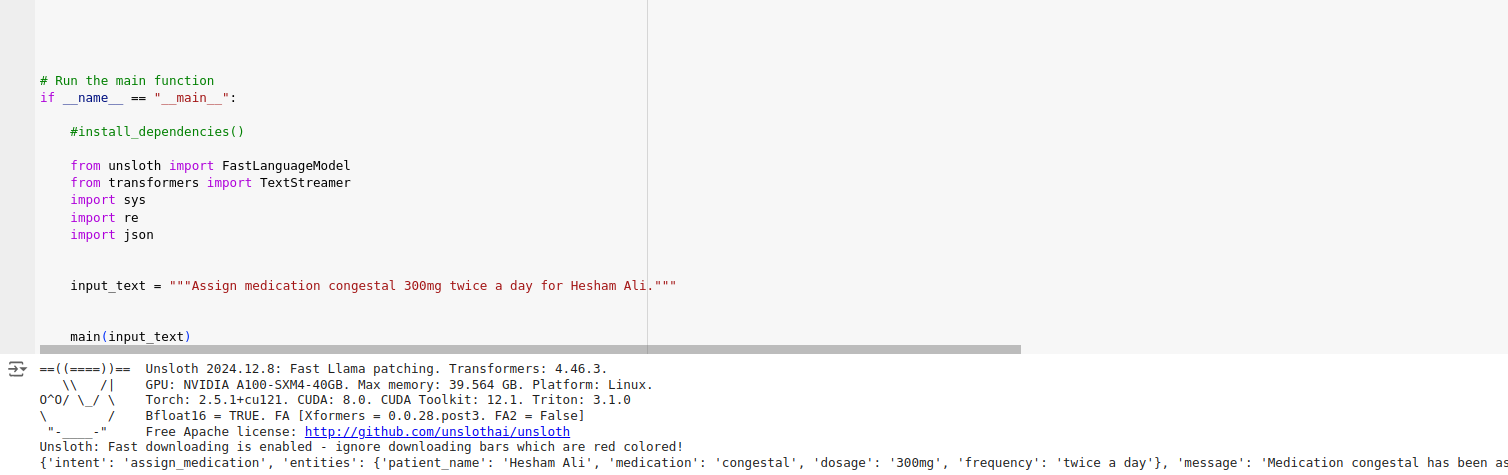 # Run the main function
if __name__ == "__main__":
#install_dependencies()
from unsloth import FastLanguageModel
from transformers import TextStreamer
import sys
import re
import json
input_text = """Assign medication congestal 300mg twice a day for Hesham Ali."""
main(input_text)
==((====))==  Unsloth 2024.12.8: Fast Llama patching. Transformers: 4.46.3.
   \\   /|    GPU: NVIDIA A100-SXM4-40GB. Max memory: 39.564 GB. Platform: Linux.
O^O/ \_/ \    Torch: 2.5.1+cu121. CUDA: 8.0. CUDA Toolkit: 12.1. Triton: 3.1.0
\        /    Bfloat16 = TRUE. FA [Xformers = 0.0.28.post3. FA2 = False]
 "-____-"     Free Apache license: http://github.com/unslothai/unsloth
Unsloth: Fast downloading is enabled - ignore downloading bars which are red colored!
{'intent': 'assign_medication', 'entities': {'patient_name': 'Hesham Ali', 'medication': 'congestal', 'dosage': '300mg', 'frequency': 'twice a day'}, 'message': 'Medication congestal has been as